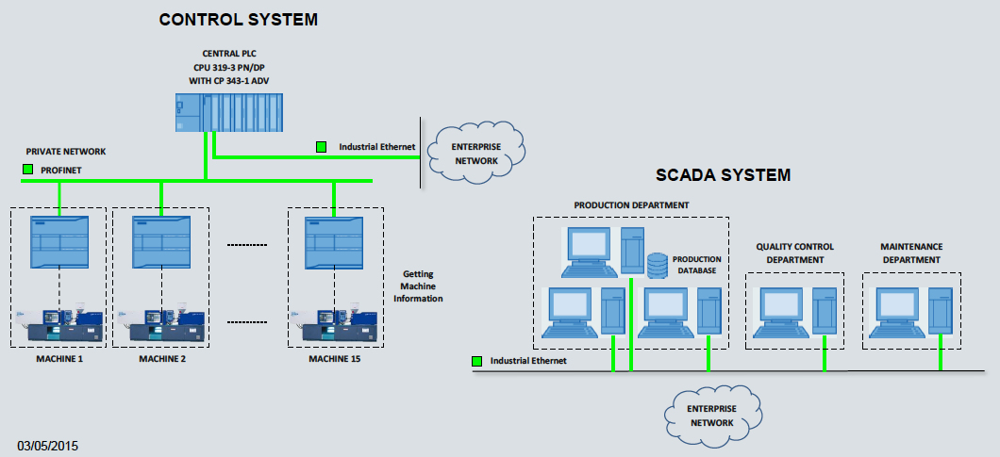 CONTROL SYSTEM
CENTRAL PLC
CPU 319-3 PN/DP
WITH CP 343-1 ADV
Industrial Ethernet
ENTERPRISE
NETWORK
PRIVATE NETWORK
PROFINET
Getting
Machine
Information
MACHINE 1
MACHINE 2
MACHINE 15
SCADA SYSTEM
PRODUCTION DEPARTMENT
PRODUCTION
DATABASE
QUALITY CONTROL
DEPARTMENT
MAINTENANCE
DEPARTMENT
Industrial Ethernet
ENTERPRISE
NETWORK
03/05/2015